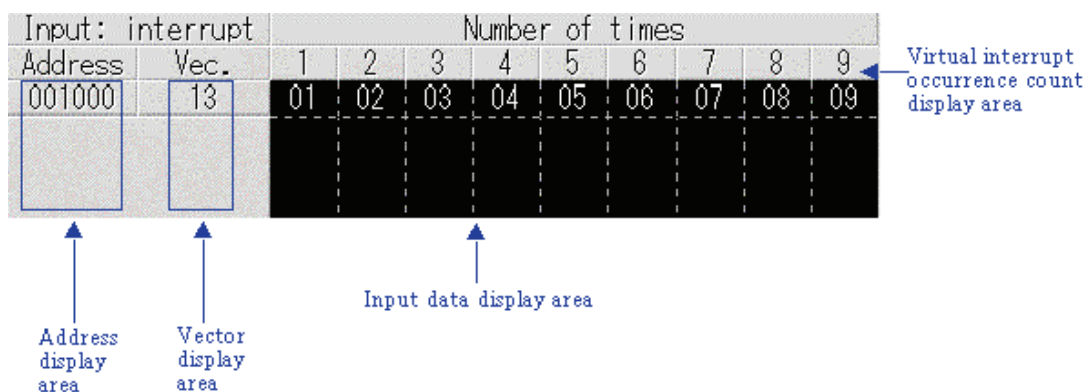 Input: interrupt Number of times
Address Vec. 1 2 3 4 5 6 7 8 9
001000 13 01 02 03 04 05 06 07 08 09
Virtual interrupt
occurrence count
display area
Input data display area
Address
display
area
Vector
display
area